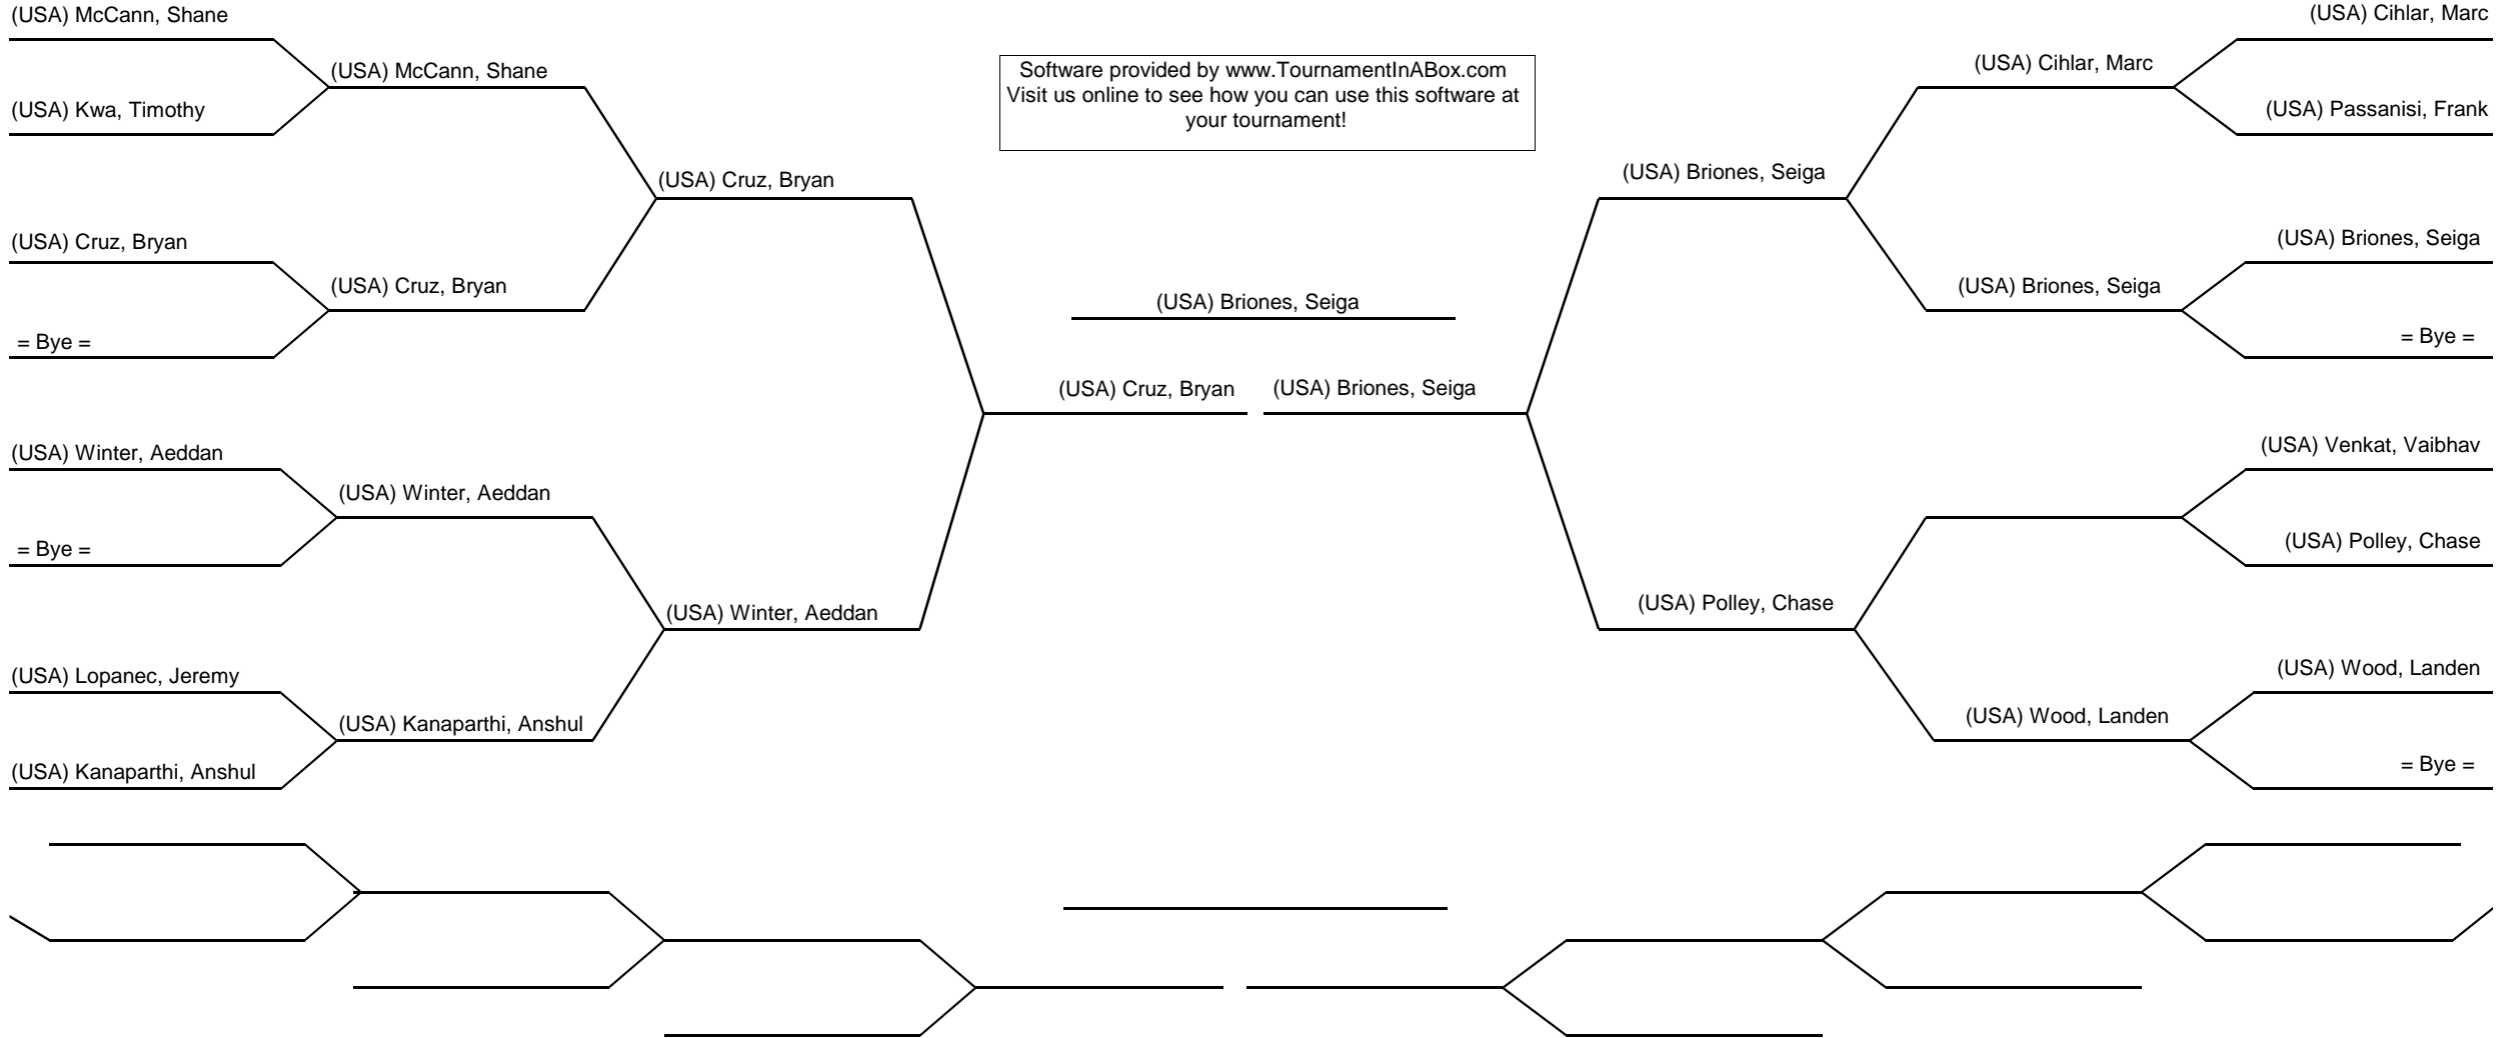 (USA) McCann, Shane
(USA) Kwa, Timothy
(USA) Cruz, Bryan
= Bye =
(USA) Winter, Aeddan
= Bye =
(USA) Lopanec, Jeremy
(USA) Kanaparthi, Anshul
(USA) McCann, Shane
(USA) Cruz, Bryan
(USA) Winter, Aeddan
(USA) Kanaparthi, Anshul
(USA) Cruz, Bryan
(USA) Winter, Aeddan
Software provided by www.TournamentInABox.com
Visit us online to see how you can use this software at
your tournament!
(USA) Briones, Seiga
(USA) Cruz, Bryan
(USA) Briones, Seiga
(USA) Briones, Seiga
(USA) Polley, Chase
(USA) Cihlar, Marc
(USA) Briones, Seiga
(USA) Wood, Landen
(USA) Cihlar, Marc
(USA) Passanisi, Frank
(USA) Briones, Seiga
= Bye =
(USA) Venkat, Vaibhav
(USA) Polley, Chase
(USA) Wood, Landen
= Bye =